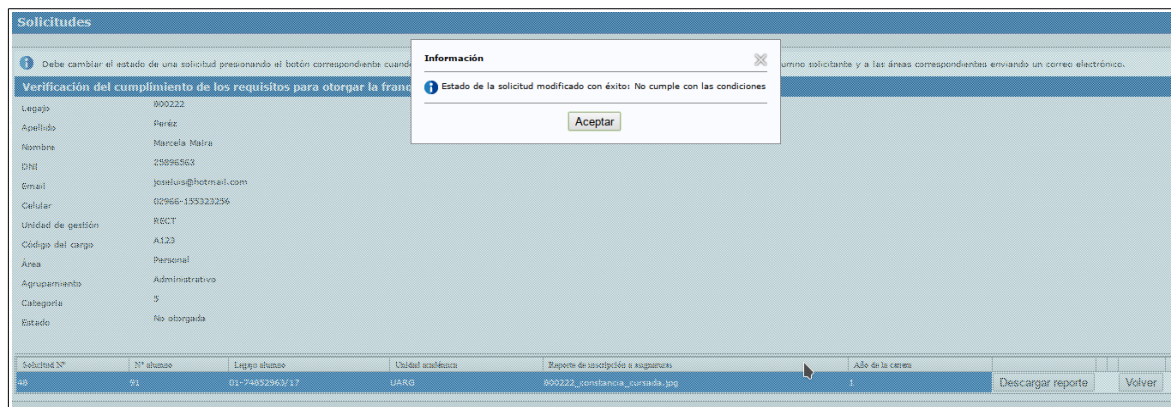 Solicitudes
Información
Debe cambiar el estado de una solicitud presionando el botón correspondiente cuand
umno solicitante y a las áreas correspondientes enviando un correo electrónico.
Estado de la solicitud modificado con éxito: No cumple con las condiciones
Aceptar
Verificación del cumplimiento de los requisitos para otorgar la franq
Legajo 800222
Apellido Peréz
Nombre Marcela Maira
DNI 25896563
Email joseluis@hotmail.com
Celular 02966-155323256
Unidad de gestión RECT
Código del cargo A123
Área Personal
Agrupamiento Administrativo
Categoría 5
Estado No otorgada
Solicitud N° N° alumno Legajo alumno Unidad académica Reporte de inscripción a asignaturas Año de la carrera
48 91 01-74852963/17 UARG 800222_constancia_cursada.jpg 1 Descargar reporte Volver